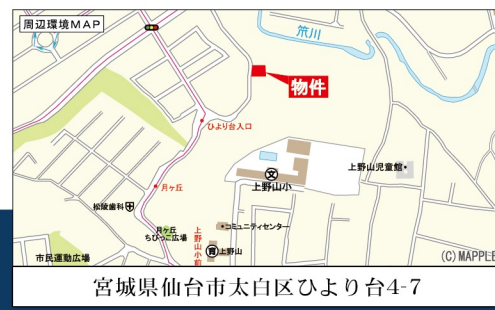 周辺環境MAP
笊川
物件
ひより台入口
文
上野山小
上野山児童館
月ヶ丘
松陵歯科
月ヶ丘
ちびっこ広場
コミュニティセンター
上野山小前
上野山
市民運動広場
(C)MAPPLE
宮城県仙台市太白区ひより台4-7